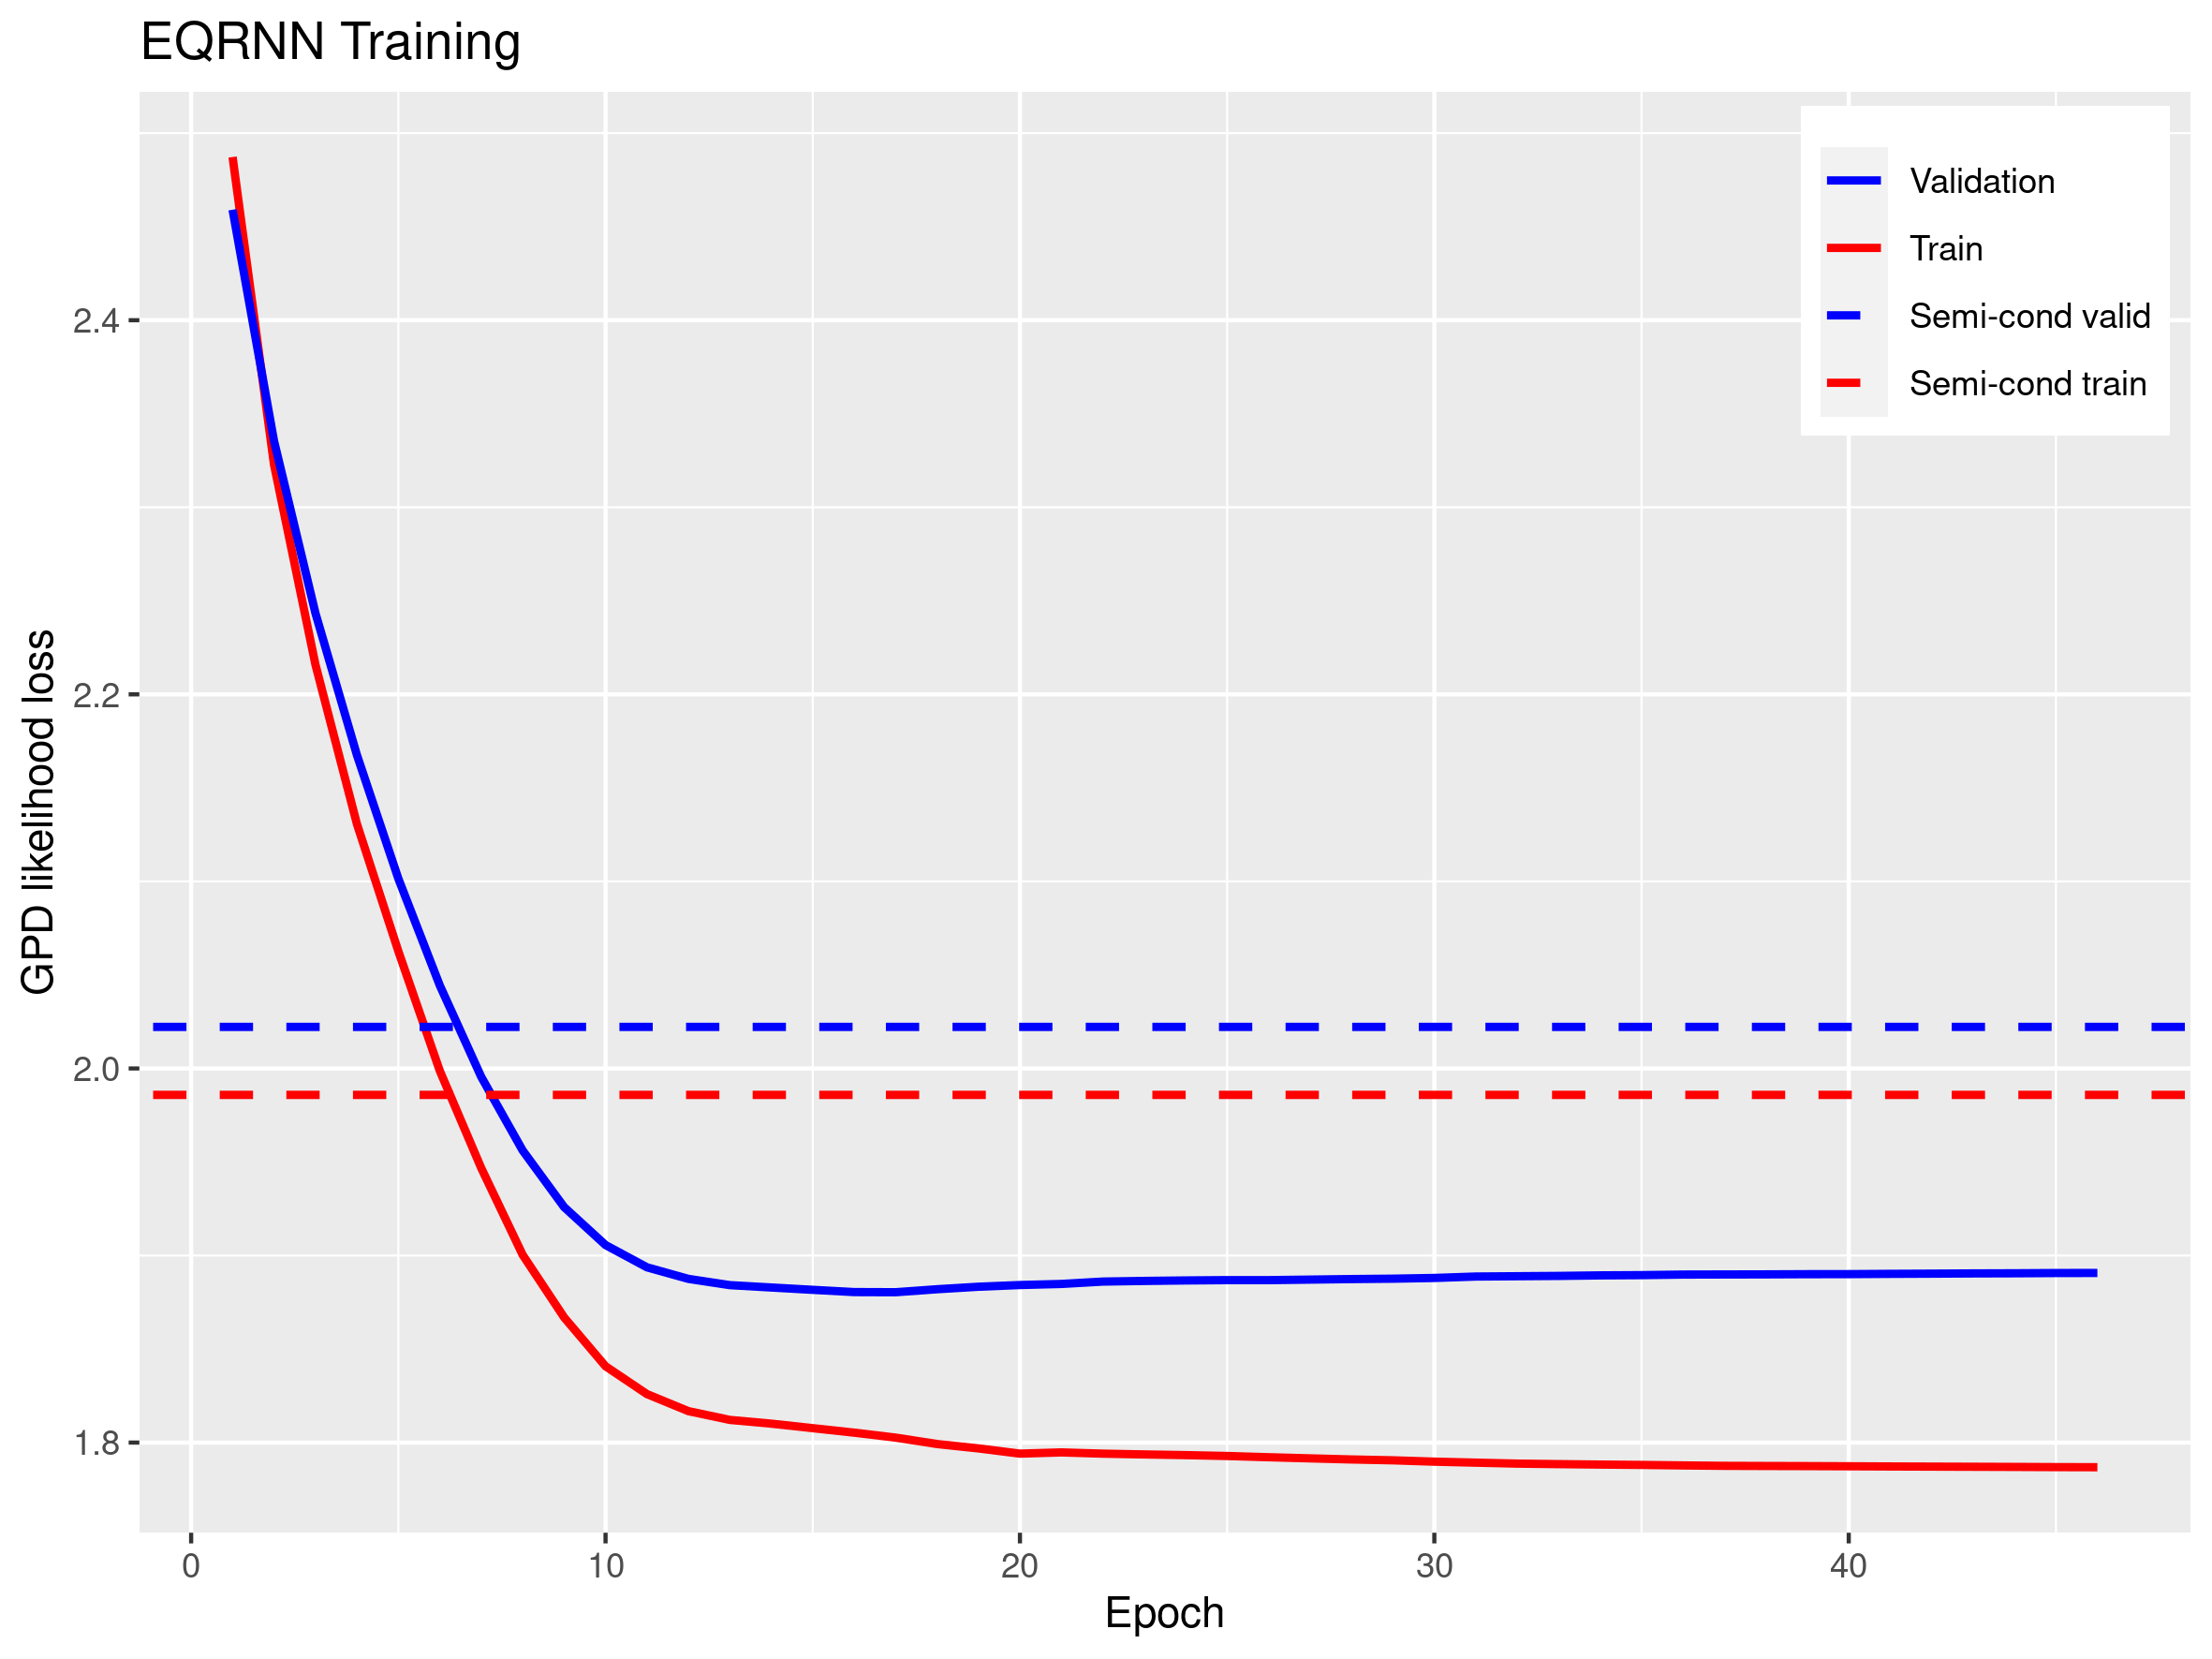 EQRNN Training
Validation
Train
Semi-cond valid
Semi-cond train
GPD likelihood loss
2.4
2.2
2.0
1.8
0 10 20 30 40
Epoch